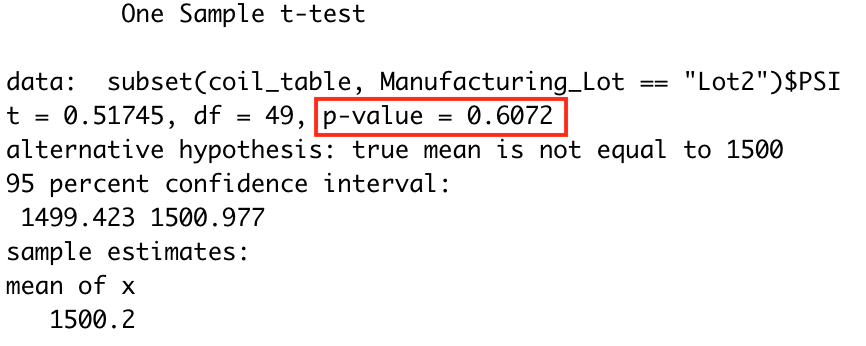 One Sample t-test
data:  subset(coil_table, Manufacturing_Lot == "Lot2")$PSI
t = 0.51745, df = 49, p-value = 0.6072
alternative hypothesis: true mean is not equal to 1500
95 percent confidence interval:
1499.423 1500.977
sample estimates:
mean of x
1500.2